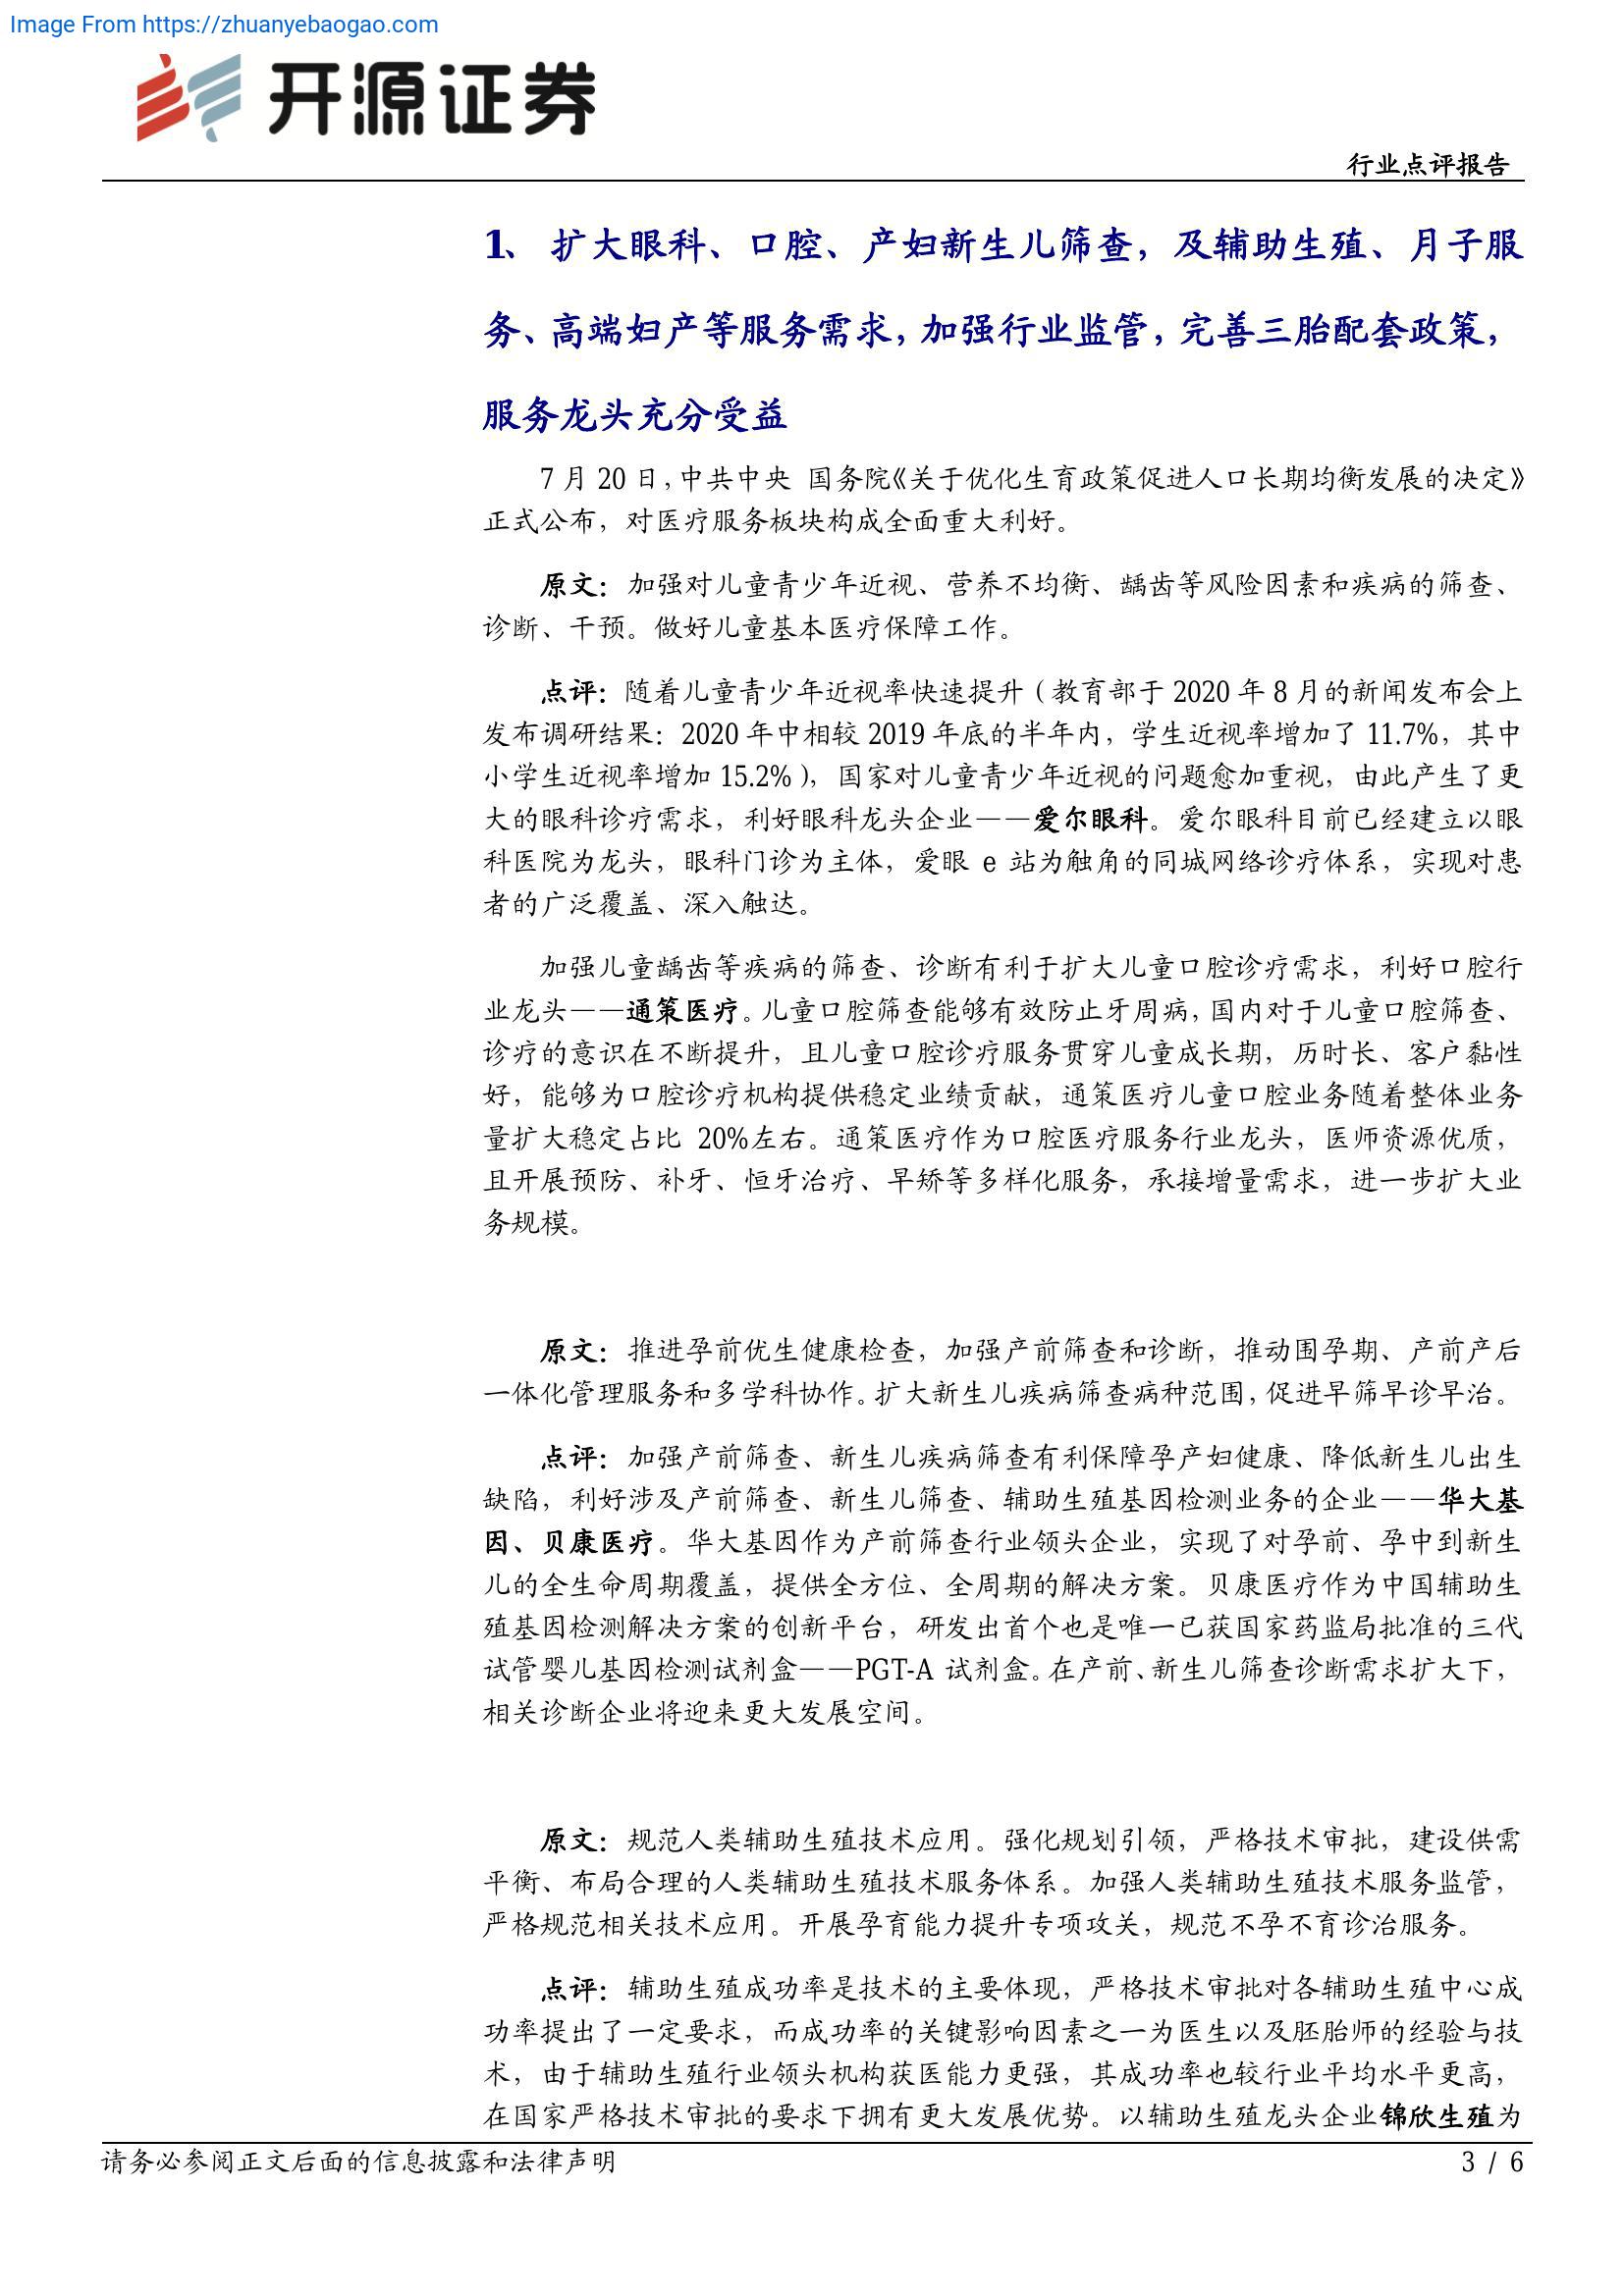 Image From https://zhuanyebaogao.com
开源证券
行业点评报告
1、 扩大眼科、口腔、产妇新生儿筛查，及辅助生殖、月子服
务、高端妇产等服务需求，加强行业监管，完善三胎配套政策，
服务龙头充分受益
7 月 20 日，中共中央 国务院《关于优化生育政策促进人口长期均衡发展的决定》
正式公布，对医疗服务板块构成全面重大利好。
原文：加强对儿童青少年近视、营养不均衡、龋齿等风险因素和疾病的筛查、
诊断、干预。做好儿童基本医疗保障工作。
点评：随着儿童青少年近视率快速提升（教育部于 2020 年 8 月的新闻发布会上
发布调研结果：2020 年中相较 2019 年底的半年内，学生近视率增加了 11.7%，其中
小学生近视率增加 15.2%），国家对儿童青少年近视的问题愈加重视，由此产生了更
大的眼科诊疗需求，利好眼科龙头企业——爱尔眼科。爱尔眼科目前已经建立以眼
科医院为龙头，眼科门诊为主体，爱眼 e 站为触角的同城网络诊疗体系，实现对患
者的广泛覆盖、深入触达。
加强儿童龋齿等疾病的筛查、诊断有利于扩大儿童口腔诊疗需求，利好口腔行
业龙头——通策医疗。儿童口腔筛查能够有效防止牙周病，国内对于儿童口腔筛查、
诊疗的意识在不断提升，且儿童口腔诊疗服务贯穿儿童成长期，历时长、客户黏性
好，能够为口腔诊疗机构提供稳定业绩贡献，通策医疗儿童口腔业务随着整体业务
量扩大稳定占比 20%左右。通策医疗作为口腔医疗服务行业龙头，医师资源优质，
且开展预防、补牙、恒牙治疗、早矫等多样化服务，承接增量需求，进一步扩大业
务规模。
原文：推进孕前优生健康检查，加强产前筛查和诊断，推动围孕期、产前产后
一体化管理服务和多学科协作。扩大新生儿疾病筛查病种范围，促进早筛早诊早治。
点评：加强产前筛查、新生儿疾病筛查有利保障孕产妇健康、降低新生儿出生
缺陷，利好涉及产前筛查、新生儿筛查、辅助生殖基因检测业务的企业——华大基
因、贝康医疗。华大基因作为产前筛查行业领头企业，实现了对孕前、孕中到新生
儿的全生命周期覆盖，提供全方位、全周期的解决方案。贝康医疗作为中国辅助生
殖基因检测解决方案的创新平台，研发出首个也是唯一已获国家药监局批准的三代
试管婴儿基因检测试剂盒——PGT-A 试剂盒。在产前、新生儿筛查诊断需求扩大下，
相关诊断企业将迎来更大发展空间。
原文：规范人类辅助生殖技术应用。强化规划引领，严格技术审批，建设供需
平衡、布局合理的人类辅助生殖技术服务体系。加强人类辅助生殖技术服务监管，
严格规范相关技术应用。开展孕育能力提升专项攻关，规范不孕不育诊治服务。
点评：辅助生殖成功率是技术的主要体现，严格技术审批对各辅助生殖中心成
功率提出了一定要求，而成功率的关键影响因素之一为医生以及胚胎师的经验与技
术，由于辅助生殖行业领头机构获医能力更强，其成功率也较行业平均水平更高，
在国家严格技术审批的要求下拥有更大发展优势。以辅助生殖龙头企业锦欣生殖为
请务必参阅正文后面的信息披露和法律声明
3 / 6